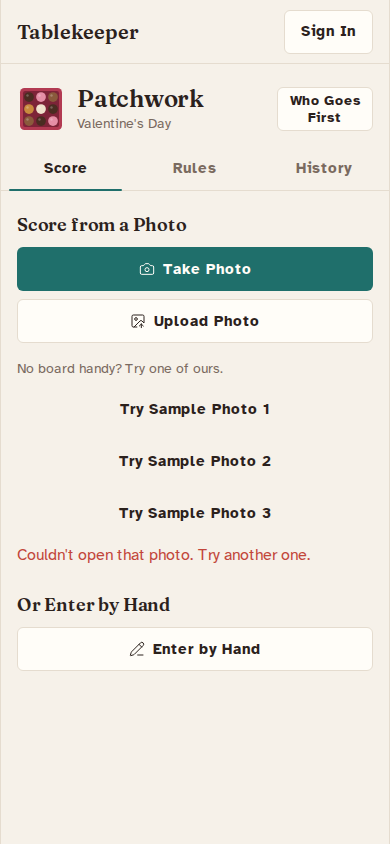 Tablekeeper
Sign In
Patchwork
Valentine's Day
Who Goes
First
Score
Rules
History
Score from a Photo
Take Photo
Upload Photo
No board handy? Try one of ours.
Try Sample Photo 1
Try Sample Photo 2
Try Sample Photo 3
Couldn't open that photo. Try another one.
Or Enter by Hand
Enter by Hand